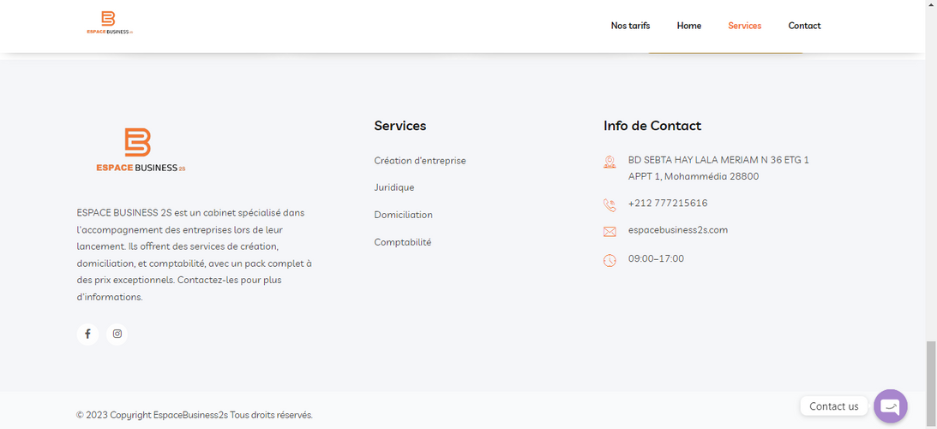 ESPACE BUSINESS 2S
Nos tarifs Home Services Contact
ESPACE BUSINESS 2S
ESPACE BUSINESS 2S est un cabinet spécialisé dans
l'accompagnement des entreprises lors de leur
lancement. Ils offrent des services de création,
domiciliation, et comptabilité, avec un pack complet à
des prix exceptionnels. Contactez-les pour plus
d'informations.
Services
Création d'entreprise
Juridique
Domiciliation
Comptabilité
Info de Contact
BD SEBTA HAY LALA MERIAM N 36 ETG 1
APPT 1, Mohammédia 28800
+212 777215616
espacebusiness2s.com
09:00–17:00
© 2023 Copyright EspaceBusiness2s Tous droits réservés.
Contact us